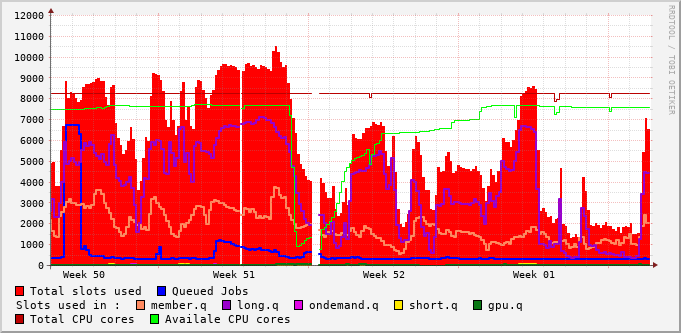 12000
11000
10000
9000
8000
7000
6000
5000
4000
3000
2000
1000
0
Week 50 Week 51 Week 52 Week 01
Total slots used Queued Jobs
Slots used in : member.q long.q ondemand.q short.q gpu.q
Total CPU cores Availale CPU cores
RRDTOOL / TOBI OETIKER